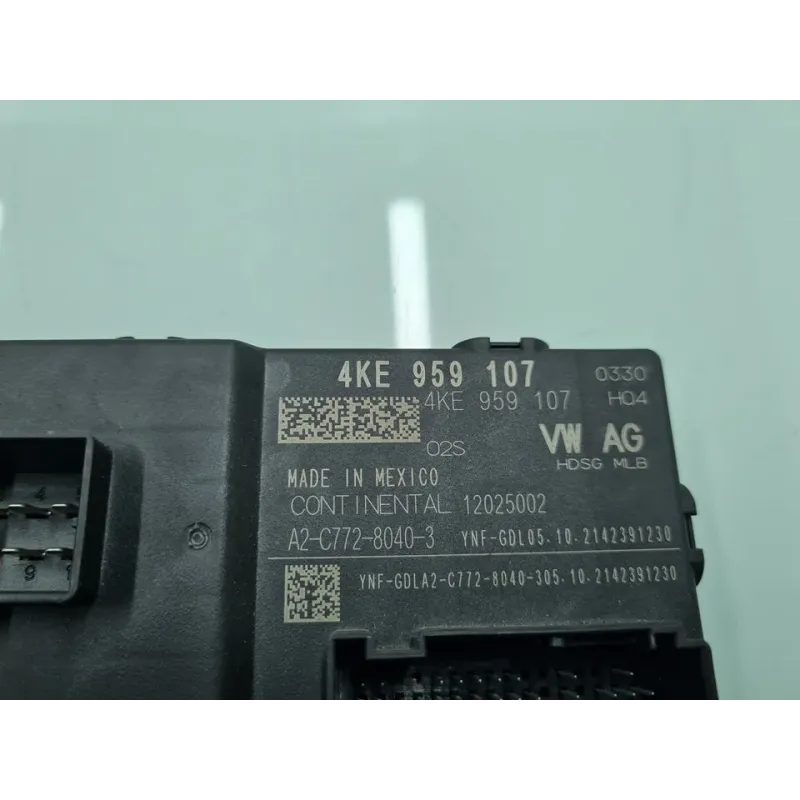 4KE 959 107 0330
4KE 959 107 H04
02S VW AG
HDSG MLB
MADE IN MEXICO
CONTINENTAL 12025002
A2-C772-8040-3 YNF-GDL05.10.2142391230
YNF-GDLA2-C772-8040-305.10.2142391230
4
9